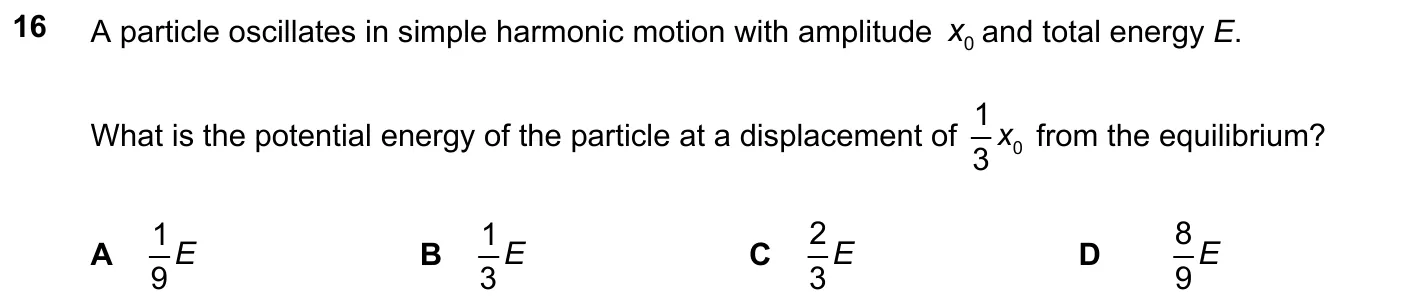 16 A particle oscillates in simple harmonic motion with amplitude x₀ and total energy E.
What is the potential energy of the particle at a displacement of 1/3 x₀ from the equilibrium?
A 1/9 E B 1/3 E C 2/3 E D 8/9 E